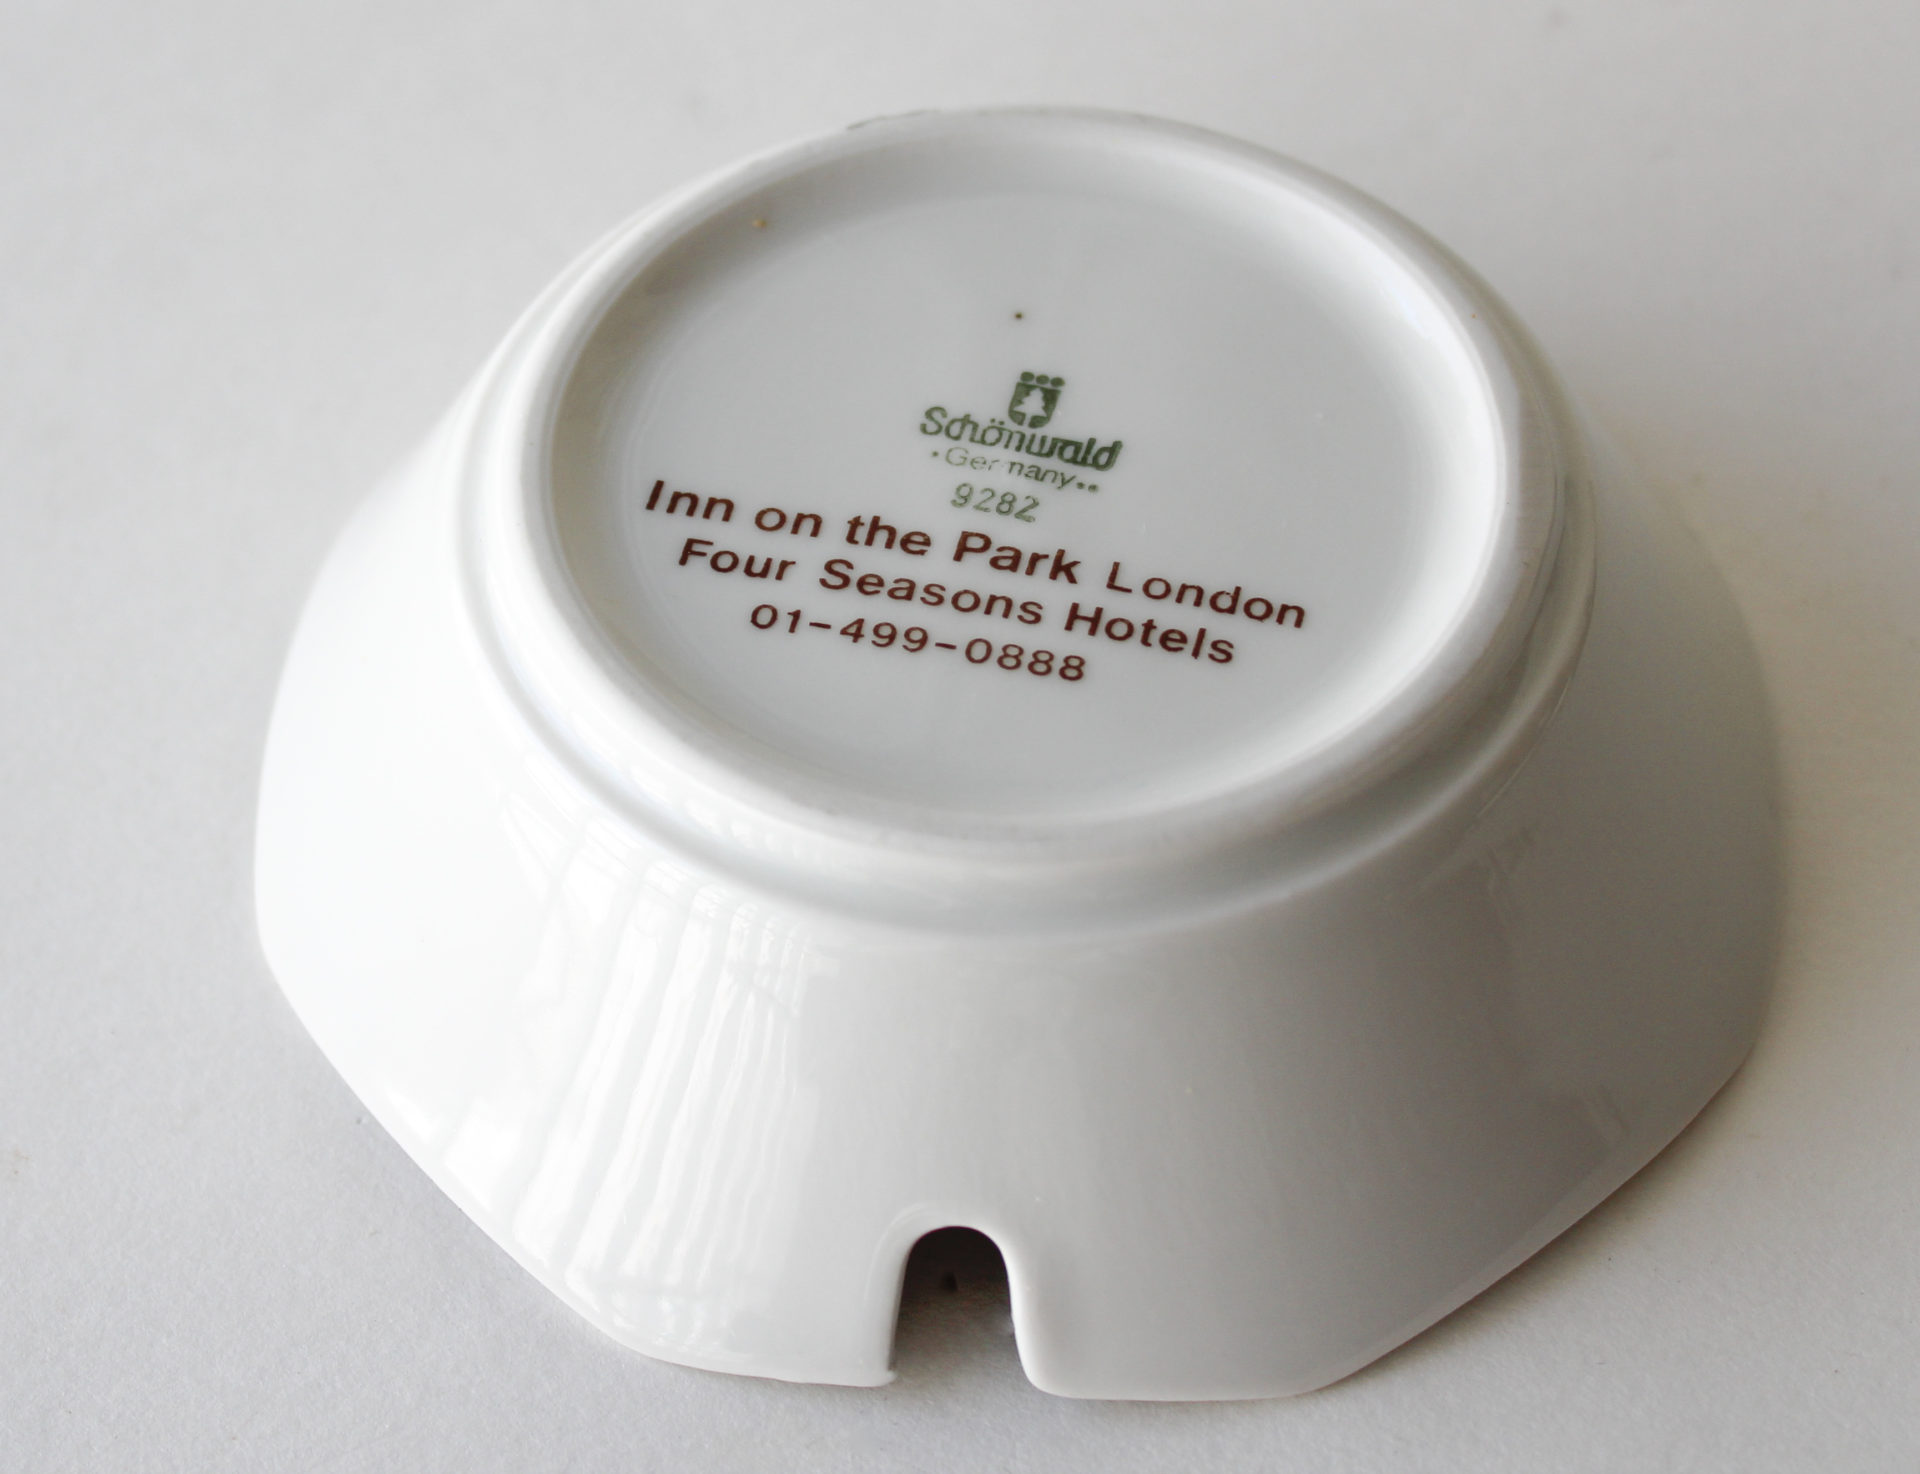 Schönwald
·Germany··
9282
Inn on the Park London
Four Seasons Hotels
01-499-0888